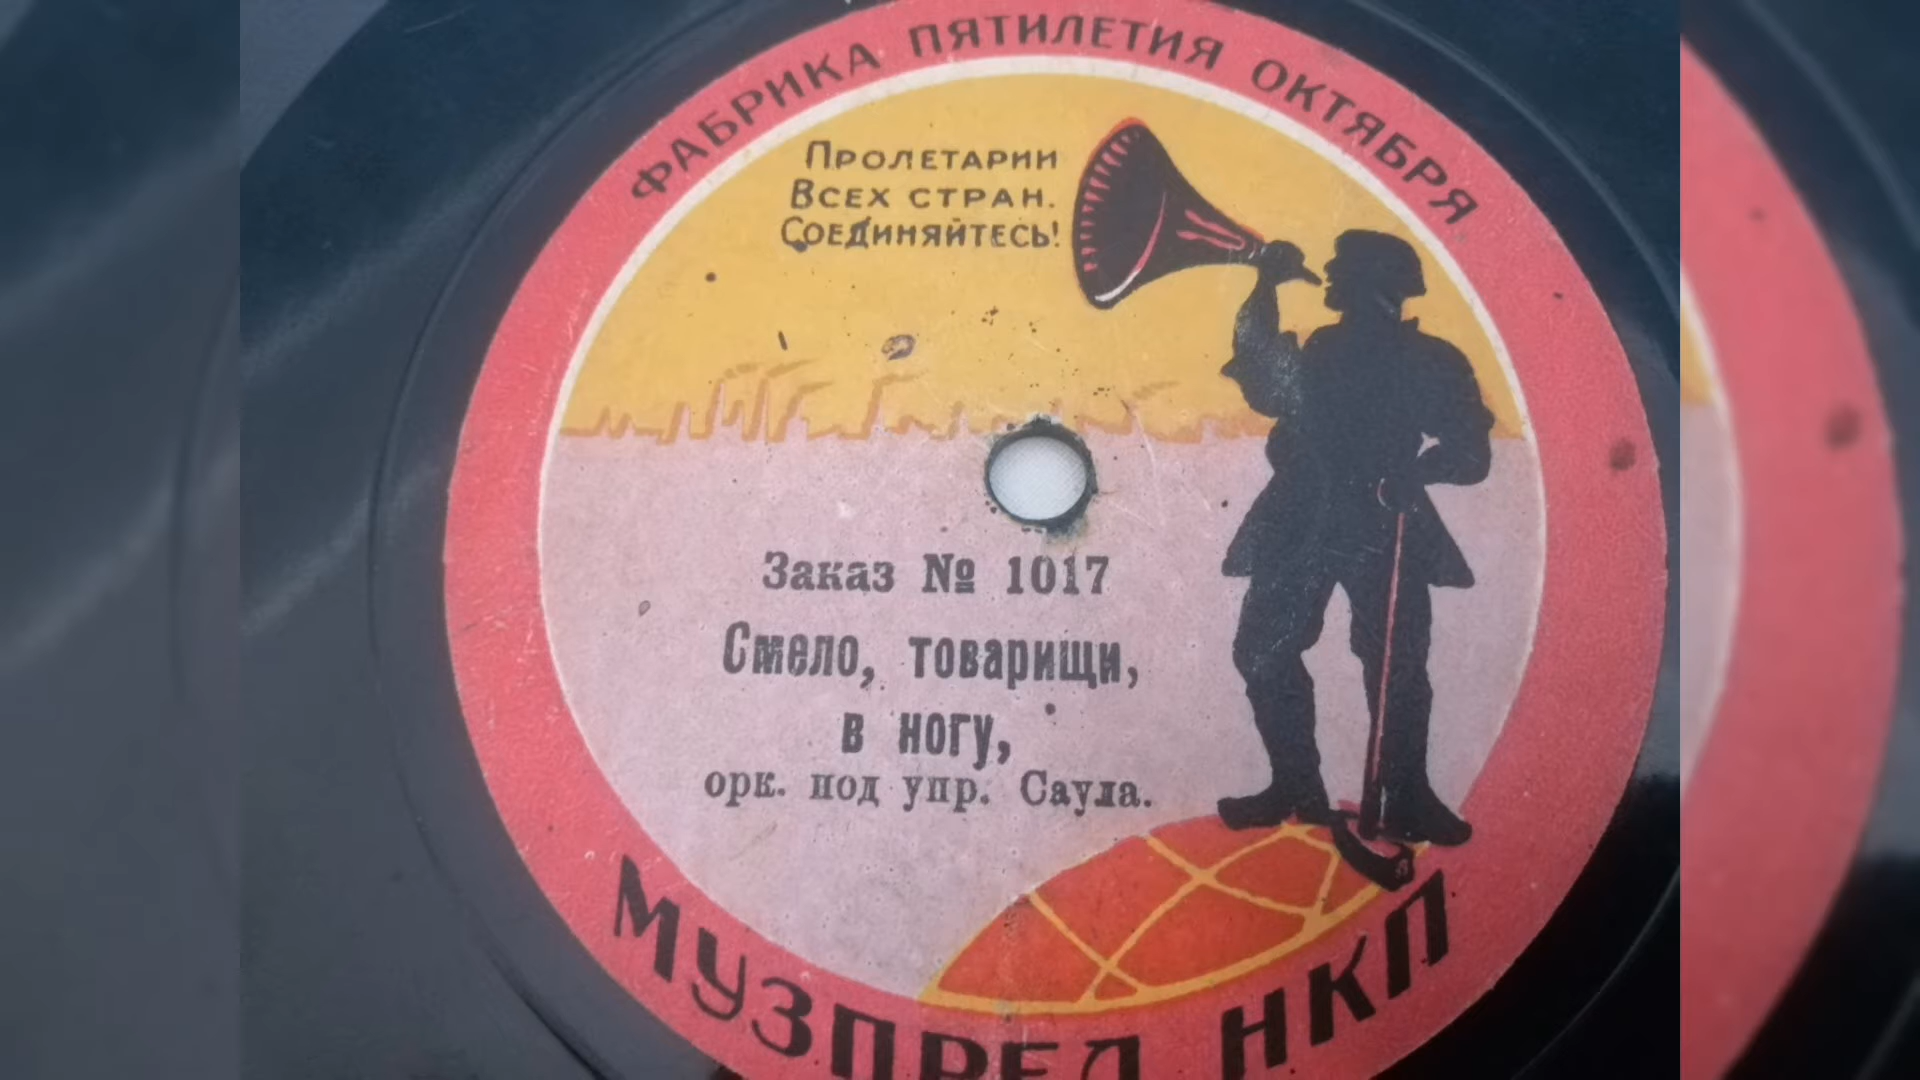 ФАБРИКА ПЯТИЛЕТИЯ ОКТЯБРЯ
ПРОЛЕТАРИИ
ВСЕХ СТРАН.
СОЕДИНЯЙТЕСЬ!
Заказ № 1017
Смело, товарищи,
в ногу,
орк. под упр. Саула.
МУЗПРЕД НКП